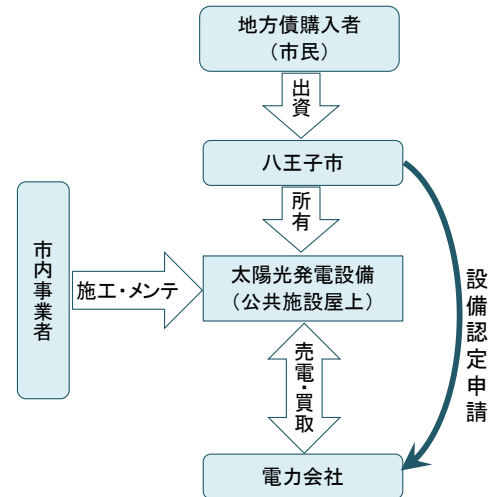 地方債購入者
（市民）
出資
八王子市
所有
市内事業者
施工・メンテ
太陽光発電設備
（公共施設屋上）
設備認定申請
売電・買取
電力会社